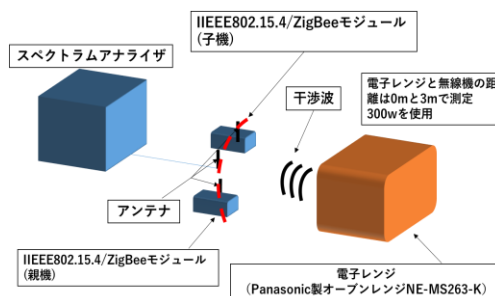 IIEEE802.15.4/ZigBeeモジュール
(子機)
スペクトラムアナライザ
干渉波
電子レンジと無線機の距
離は0mと3mで測定
300wを使用
アンテナ
IIEEE802.15.4/ZigBeeモジュール
(親機)
電子レンジ
(Panasonic製オーブンレンジNE-MS263-K)